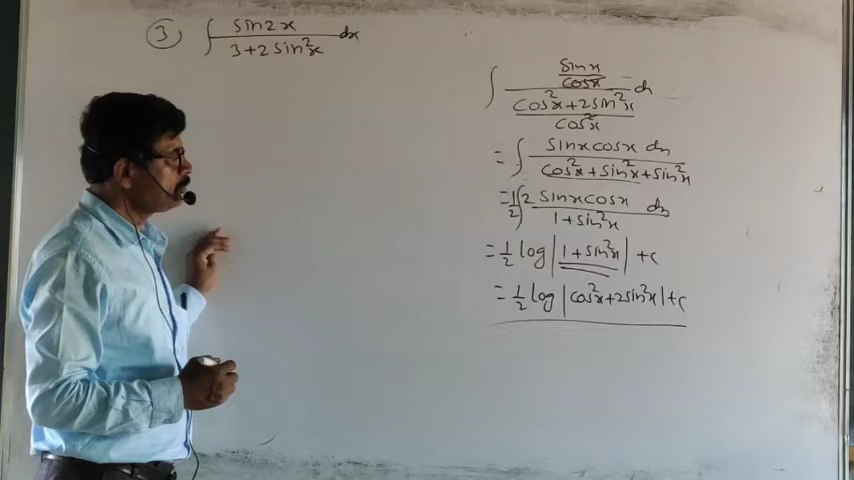 ③ ∫ sin2x / 3+2sin²x dx
∫ (sinx / cosx) / (cos²x+2sin²x / cos²x) dx
= ∫ sinx cosx dx / cos²x+sin²x+sin²x
= 1/2 ∫ 2 sinx cosx / 1+sin²x dx
= 1/2 log |1+sin²x| + c
= 1/2 log |cos²x+2sin²x| + c